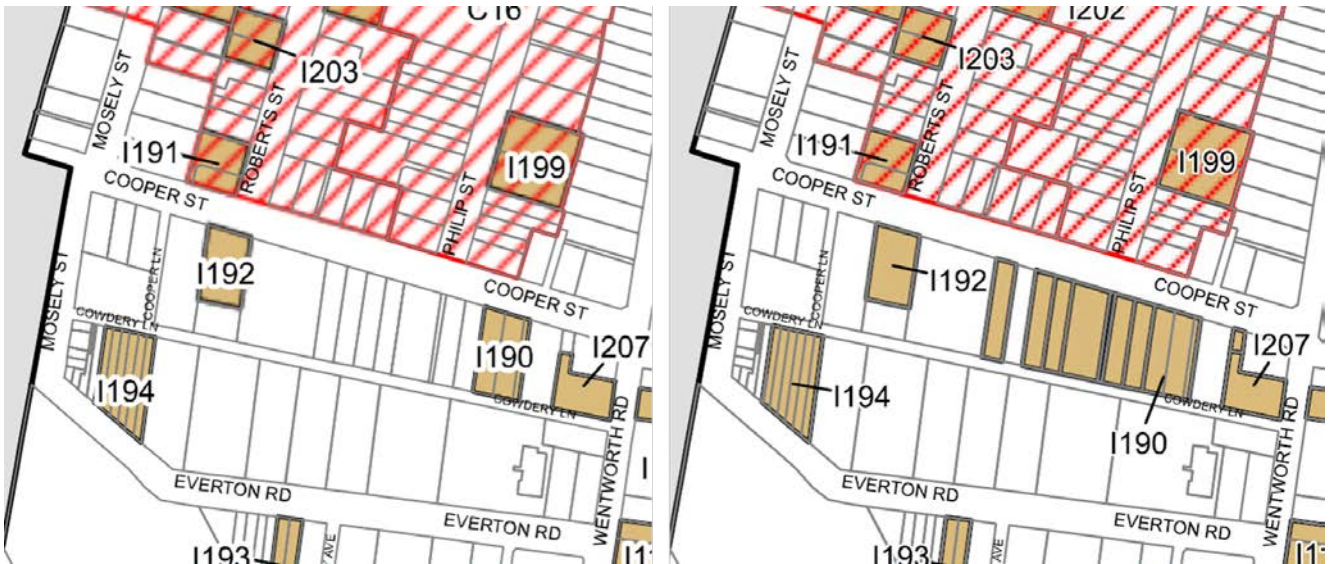 C16
I203
MOSELY ST
ROBERTS ST
I191
I199
COOPER ST
PHILIP ST
I192
COOPER LN
MOSELY ST
COOPER ST
COWDERY LN
I190
I207
I194
COWDERY LN
WENTWORTH RD
EVERTON RD
EVERTON RD
I193
AVE
I202
I203
MOSELY ST
ROBERTS ST
I191
I199
COOPER ST
PHILIP ST
I192
COOPER LN
MOSELY ST
COOPER ST
COWDERY LN
I207
I194
COWDERY LN
I190
WENTWORTH RD
EVERTON RD
EVERTON RD
I193
AVE